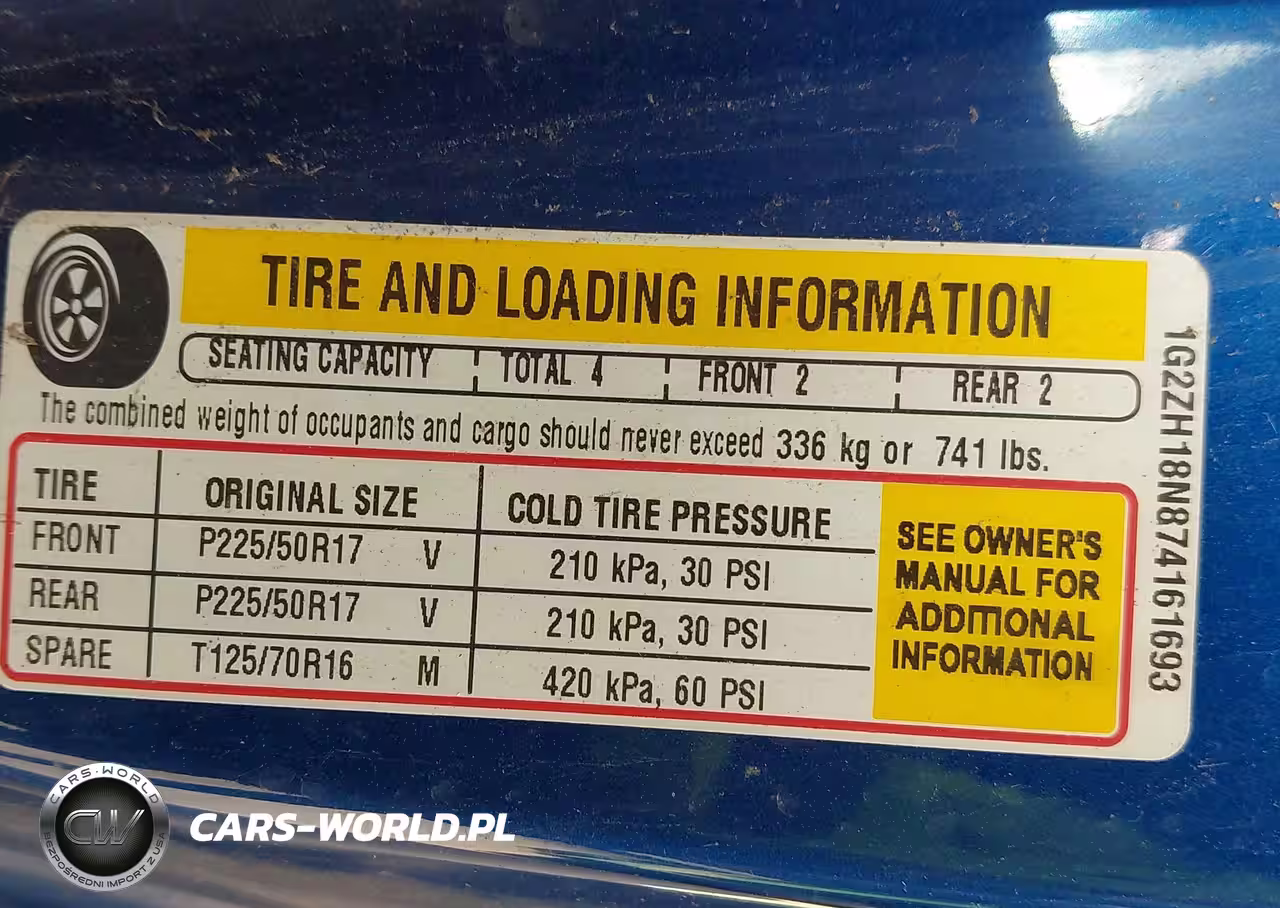 TIRE AND LOADING INFORMATION
SEATING CAPACITY TOTAL 4 FRONT 2 REAR 2
The combined weight of occupants and cargo should never exceed 336 kg or 741 lbs.
TIRE ORIGINAL SIZE COLD TIRE PRESSURE
FRONT P225/50R17 V 210 kPa, 30 PSI
REAR P225/50R17 V 210 kPa, 30 PSI
SPARE T125/70R16 M 420 kPa, 60 PSI
SEE OWNER'S
MANUAL FOR
ADDITIONAL
INFORMATION
1G2ZH18N874161693
CARS-WORLD
CW
BEZPOŚREDNI IMPORT Z USA
CARS-WORLD.PL